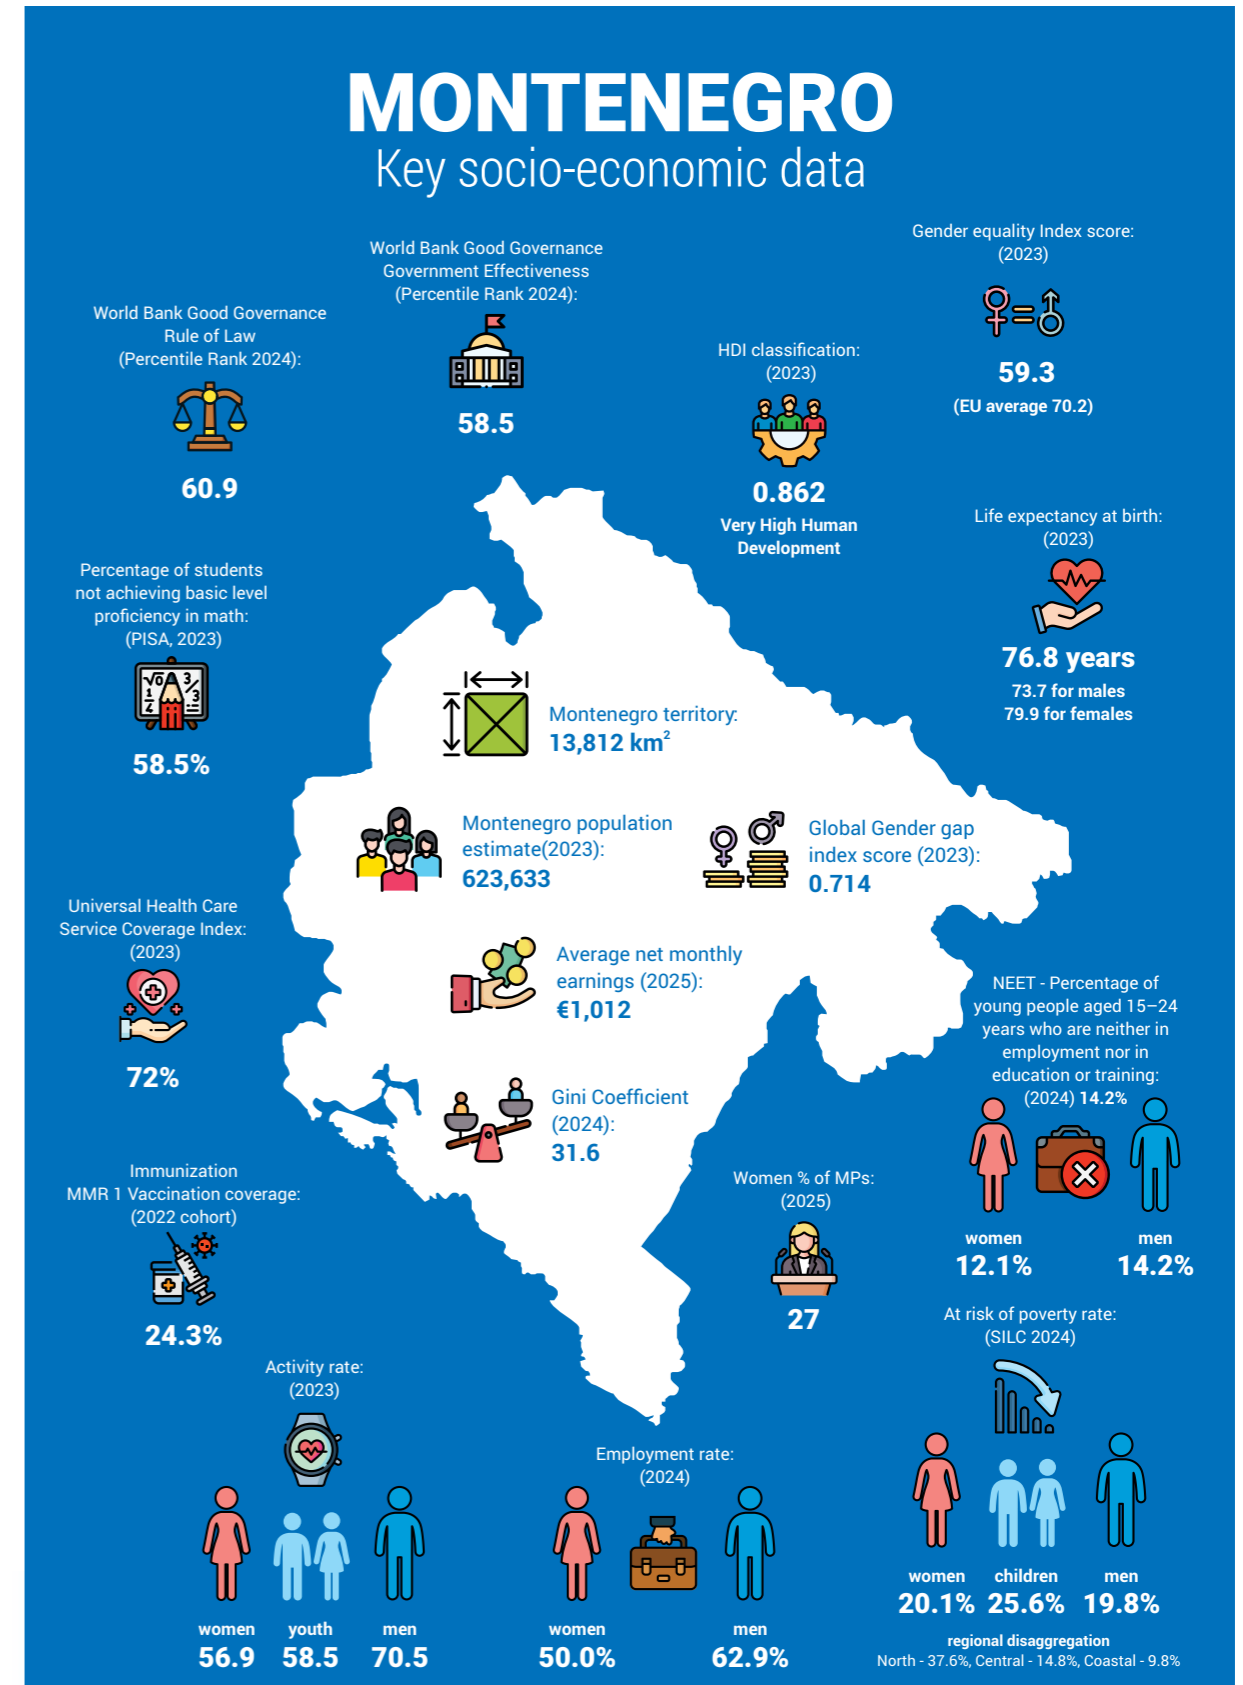 MONTENEGRO
Key socio-economic data
World Bank Good Governance
Rule of Law
(Percentile Rank 2024):
60.9
World Bank Good Governance
Government Effectiveness
(Percentile Rank 2024):
58.5
HDI classification:
(2023)
0.862
Very High Human
Development
Gender equality Index score:
(2023)
59.3
(EU average 70.2)
Life expectancy at birth:
(2023)
76.8 years
73.7 for males
79.9 for females
Percentage of students
not achieving basic level
proficiency in math:
(PISA, 2023)
√0 3/3
1/4
58.5%
Montenegro territory:
13,812 km²
Montenegro population
estimate(2023):
623,633
Global Gender gap
index score (2023):
0.714
Average net monthly
earnings (2025):
€1,012
Gini Coefficient
(2024):
31.6
Universal Health Care
Service Coverage Index:
(2023)
72%
Immunization
MMR 1 Vaccination coverage:
(2022 cohort)
24.3%
NEET - Percentage of
young people aged 15–24
years who are neither in
employment nor in
education or training:
(2024) 14.2%
women
12.1%
men
14.2%
Women % of MPs:
(2025)
27
At risk of poverty rate:
(SILC 2024)
women children men
20.1% 25.6% 19.8%
regional disaggregation
North - 37.6%, Central - 14.8%, Coastal - 9.8%
Activity rate:
(2023)
women youth men
56.9 58.5 70.5
Employment rate:
(2024)
women men
50.0% 62.9%